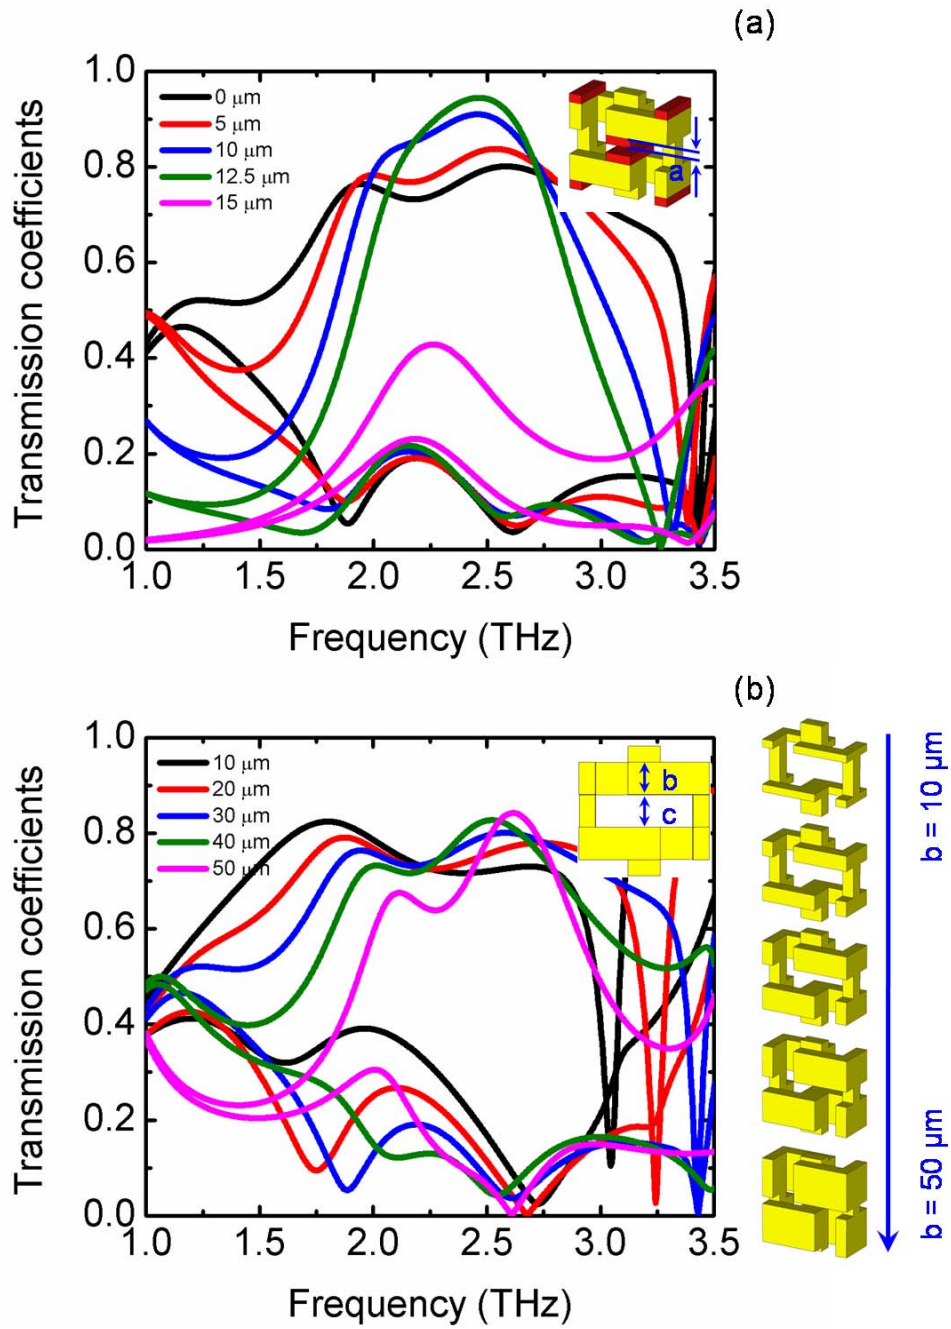 (a)
Transmission coefficients
1.0
0.8
0.6
0.4
0.2
0.0
0 μm
5 μm
10 μm
12.5 μm
15 μm
a
1.0 1.5 2.0 2.5 3.0 3.5
Frequency (THz)
(b)
Transmission coefficients
1.0
0.8
0.6
0.4
0.2
0.0
10 μm
20 μm
30 μm
40 μm
50 μm
b
c
b = 10 μm
b = 50 μm
1.0 1.5 2.0 2.5 3.0 3.5
Frequency (THz)